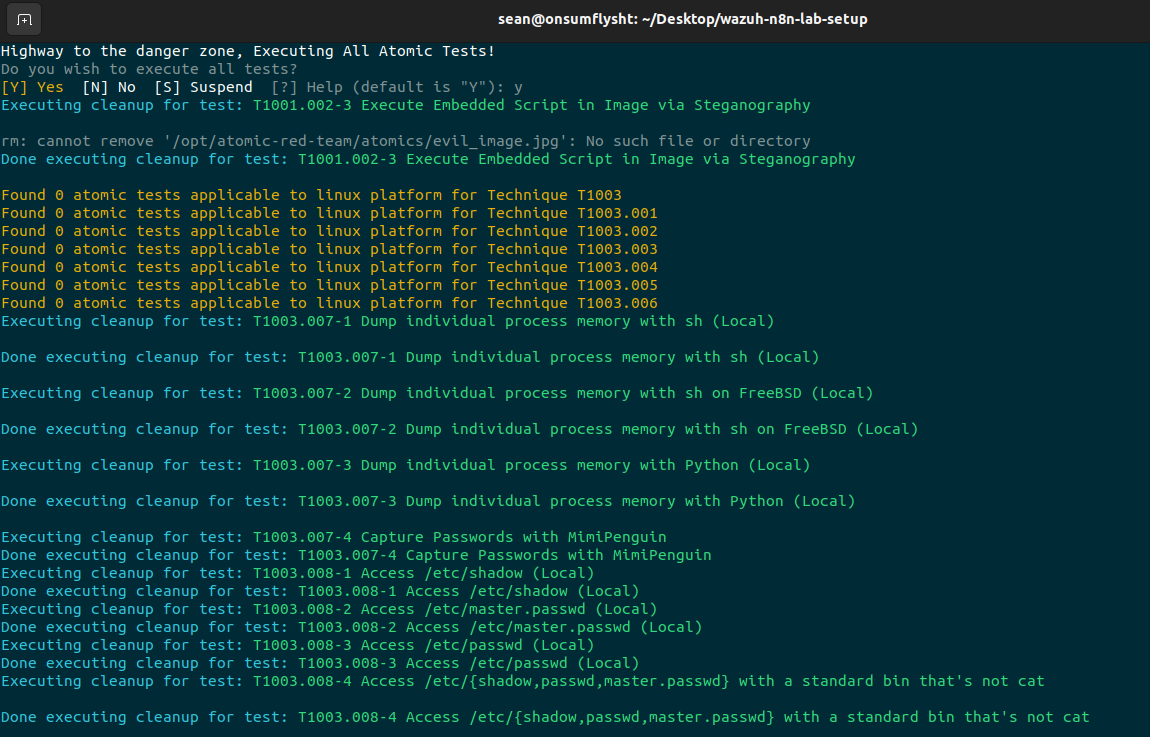 sean@onsumflysht: ~/Desktop/wazuh-n8n-lab-setup
Highway to the danger zone, Executing All Atomic Tests!
Do you wish to execute all tests?
[Y] Yes  [N] No  [S] Suspend  [?] Help (default is "Y"): y
Executing cleanup for test: T1001.002-3 Execute Embedded Script in Image via Steganography
rm: cannot remove '/opt/atomic-red-team/atomics/evil_image.jpg': No such file or directory
Done executing cleanup for test: T1001.002-3 Execute Embedded Script in Image via Steganography
Found 0 atomic tests applicable to linux platform for Technique T1003
Found 0 atomic tests applicable to linux platform for Technique T1003.001
Found 0 atomic tests applicable to linux platform for Technique T1003.002
Found 0 atomic tests applicable to linux platform for Technique T1003.003
Found 0 atomic tests applicable to linux platform for Technique T1003.004
Found 0 atomic tests applicable to linux platform for Technique T1003.005
Found 0 atomic tests applicable to linux platform for Technique T1003.006
Executing cleanup for test: T1003.007-1 Dump individual process memory with sh (Local)
Done executing cleanup for test: T1003.007-1 Dump individual process memory with sh (Local)
Executing cleanup for test: T1003.007-2 Dump individual process memory with sh on FreeBSD (Local)
Done executing cleanup for test: T1003.007-2 Dump individual process memory with sh on FreeBSD (Local)
Executing cleanup for test: T1003.007-3 Dump individual process memory with Python (Local)
Done executing cleanup for test: T1003.007-3 Dump individual process memory with Python (Local)
Executing cleanup for test: T1003.007-4 Capture Passwords with MimiPenguin
Done executing cleanup for test: T1003.007-4 Capture Passwords with MimiPenguin
Executing cleanup for test: T1003.008-1 Access /etc/shadow (Local)
Done executing cleanup for test: T1003.008-1 Access /etc/shadow (Local)
Executing cleanup for test: T1003.008-2 Access /etc/master.passwd (Local)
Done executing cleanup for test: T1003.008-2 Access /etc/master.passwd (Local)
Executing cleanup for test: T1003.008-3 Access /etc/passwd (Local)
Done executing cleanup for test: T1003.008-3 Access /etc/passwd (Local)
Executing cleanup for test: T1003.008-4 Access /etc/{shadow,passwd,master.passwd} with a standard bin that's not cat
Done executing cleanup for test: T1003.008-4 Access /etc/{shadow,passwd,master.passwd} with a standard bin that's not cat